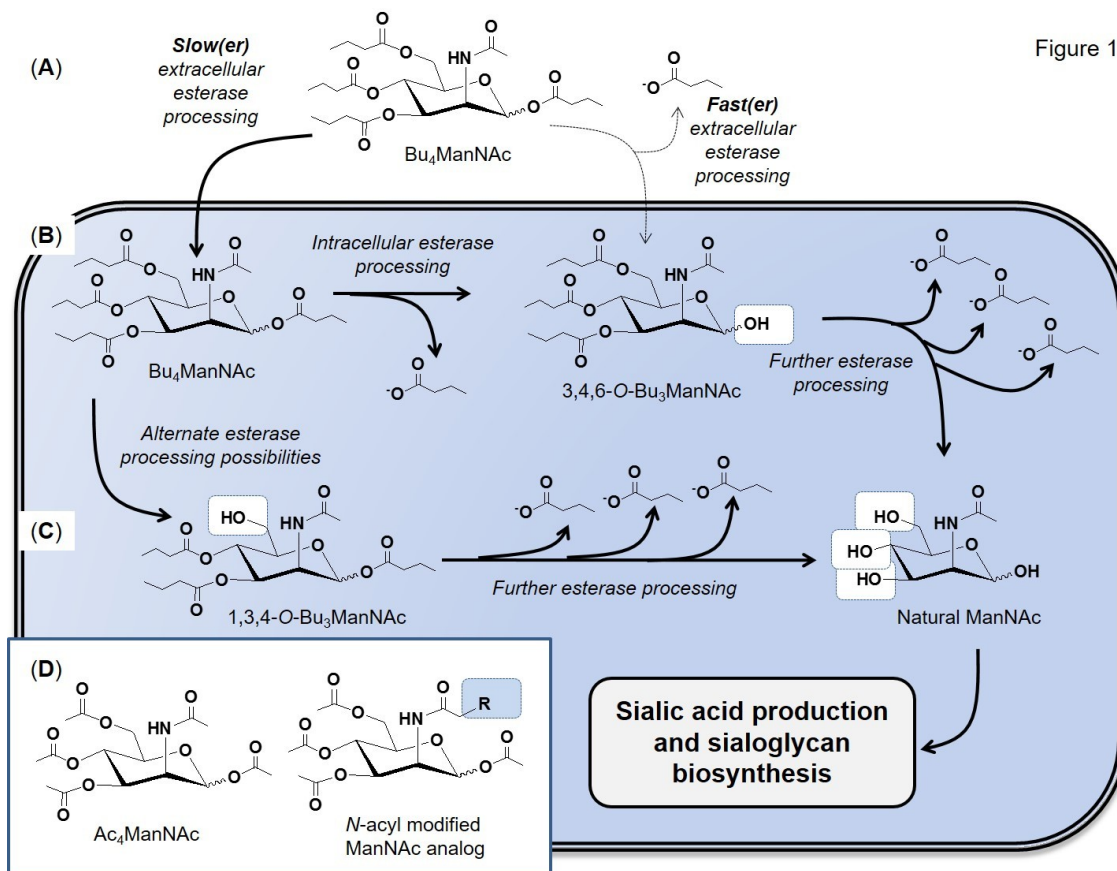 Figure 1
(A)
Slow(er)
extracellular
esterase
processing
O
O
HN
O
O
O
O
O
O
O
O
Bu₄ManNAc
O
⁻O
Fast(er)
extracellular
esterase
processing
(B)
O
O
HN
O
O
O
O
O
O
O
O
Bu₄ManNAc
Intracellular esterase
processing
O
⁻O
O
O
HN
O
O
O
O
O
O
OH
3,4,6-O-Bu₃ManNAc
O
⁻O
O
⁻O
O
⁻O
Further esterase
processing
Alternate esterase
processing possibilities
(C)
HO
HN
O
O
O
O
O
O
O
O
1,3,4-O-Bu₃ManNAc
O
⁻O
O
⁻O
O
⁻O
Further esterase processing
HO
HN
O
HO
O
HO
OH
Natural ManNAc
Sialic acid production
and sialoglycan
biosynthesis
(D)
O
O
HN
O
O
O
O
O
O
O
O
Ac₄ManNAc
O
O
HN
O
R
O
O
O
O
O
O
O
N-acyl modified
ManNAc analog